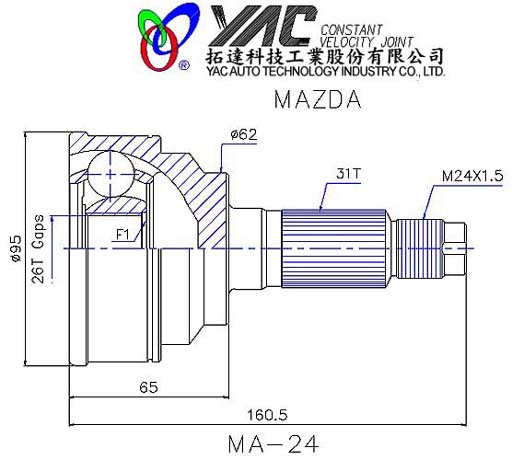 YAC CONSTANT
VELOCITY JOINT
®
拓達科技工業股份有限公司
YAC AUTO TECHNOLOGY INDUSTRY CO., LTD.
MAZDA
ø62
31T
M24X1.5
F1
ø95
26T Gaps
65
160.5
MA-24